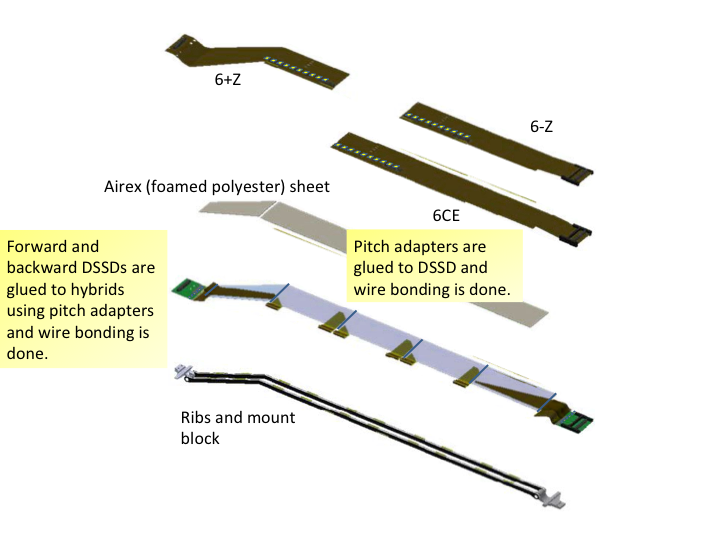 6+Z
6-Z
Airex (foamed polyester) sheet
6CE
Forward and
backward DSSDs are
glued to hybrids
using pitch adapters
and wire bonding is
done.
Pitch adapters are
glued to DSSD and
wire bonding is done.
Ribs and mount
block